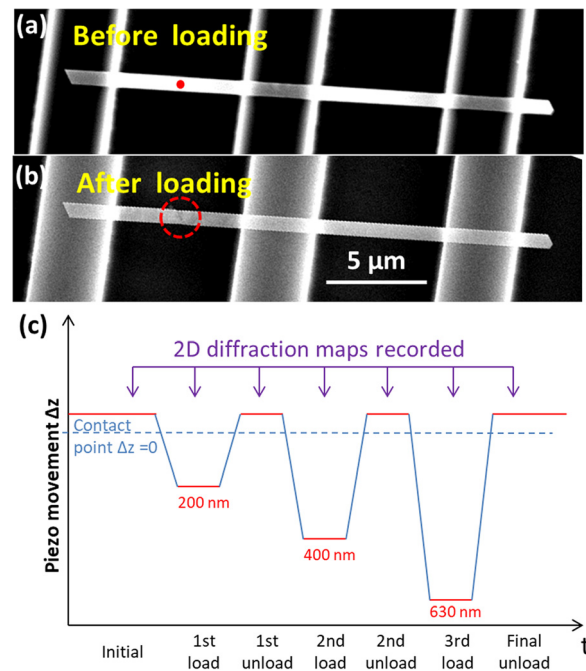 (a)
Before loading
(b)
After loading
5 µm
(c)
2D diffraction maps recorded
Piezo movement Δz
Contact
point Δz =0
200 nm
400 nm
630 nm
t
Initial
1st
load
1st
unload
2nd
load
2nd
unload
3rd
load
Final
unload